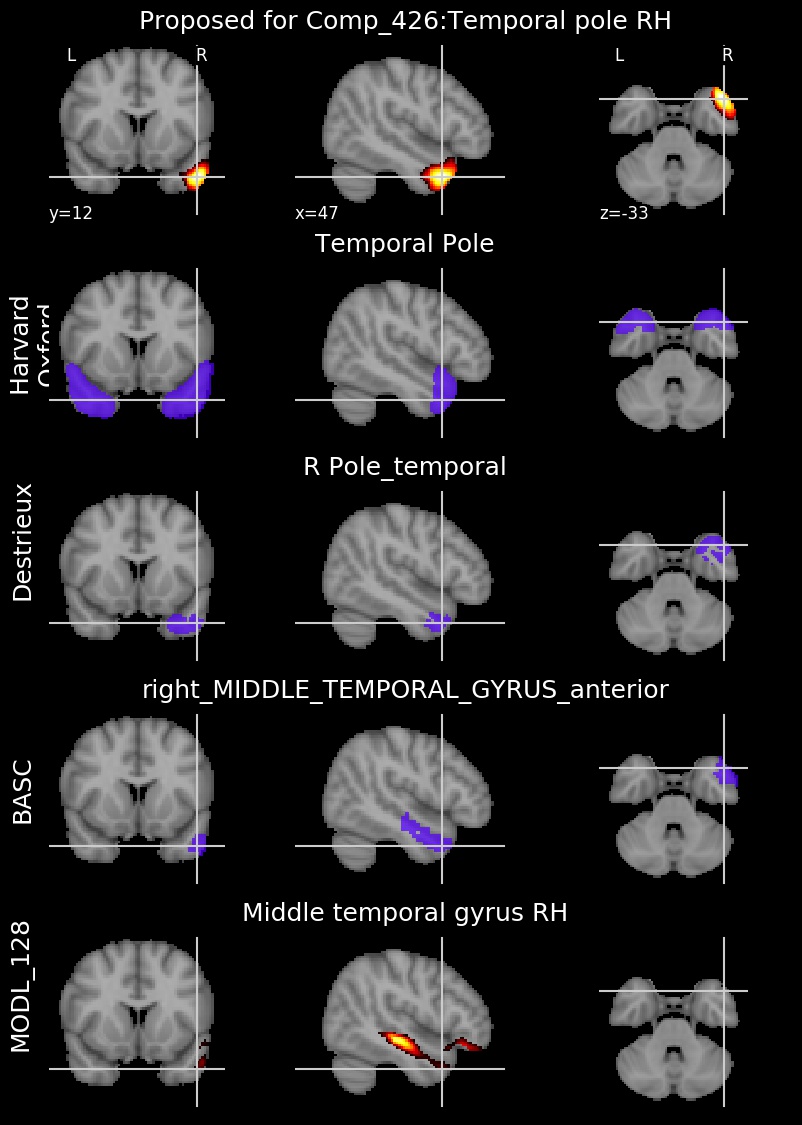 Proposed for Comp_426:Temporal pole RH
L R L R
y=12 x=47 z=-33
Temporal Pole
Harvard
Oxford
R Pole_temporal
Destrieux
right_MIDDLE_TEMPORAL_GYRUS_anterior
BASC
Middle temporal gyrus RH
MODL_128